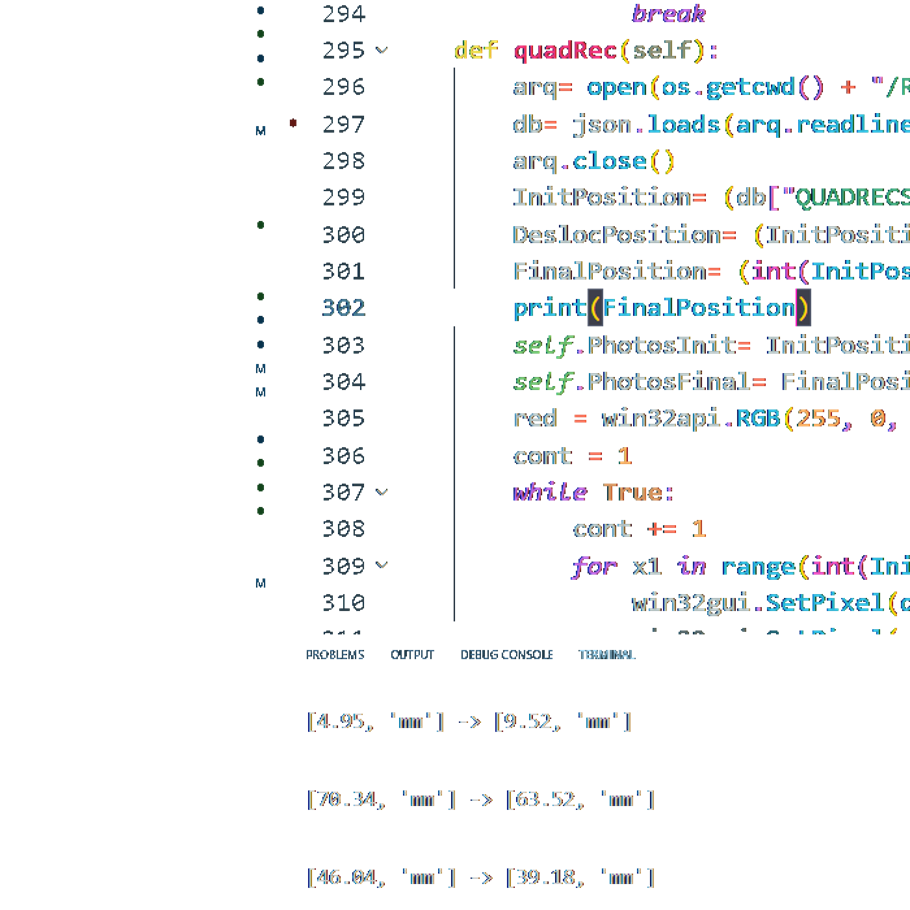 294 break
295 def quadRec(self):
296 arq= open(os.getcwd() + "/R
M 297 db= json.loads(arq.readline
298 arq.close()
299 InitPosition= (db["QUADRECS
300 DeslocPosition= (InitPositi
301 FinalPosition= (int(InitPos
302 print(FinalPosition)
303 self.PhotosInit= InitPositi
M 304 self.PhotosFinal= FinalPosi
M 305 red = win32api.RGB(255, 0,
306 cont = 1
307 while True:
308 cont += 1
309 for x1 in range(int(Ini
M 310 win32gui.SetPixel(
PROBLEMS OUTPUT DEBUG CONSOLE TERMINAL
[4.95, 'mm'] -> [9.52, 'mm']
[70.34, 'mm'] -> [63.52, 'mm']
[46.04, 'mm'] -> [39.18, 'mm']